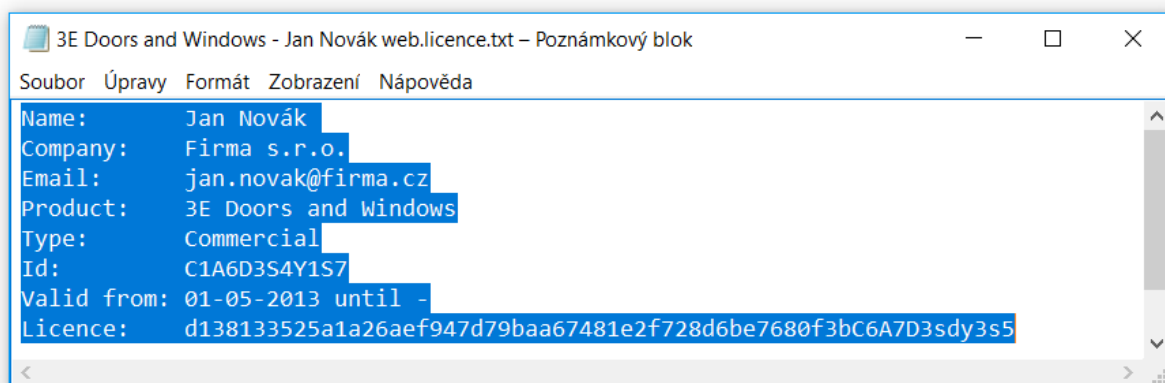 3E Doors and Windows - Jan Novák web.licence.txt – Poznámkový blok
Soubor Úpravy Formát Zobrazení Nápověda
Name: Jan Novák
Company: Firma s.r.o.
Email: jan.novak@firma.cz
Product: 3E Doors and Windows
Type: Commercial
Id: C1A6D3S4Y1S7
Valid from: 01-05-2013 until -
Licence: d138133525a1a26aef947d79baa67481e2f728d6be7680f3bC6A7D3sdy3s5